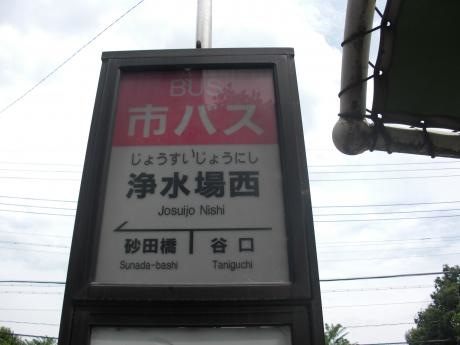 BUS
市バス
じょうすいじょうにし
浄水場西
Josuijo Nishi
砂田橋 谷口
Sunada-bashi Taniguchi